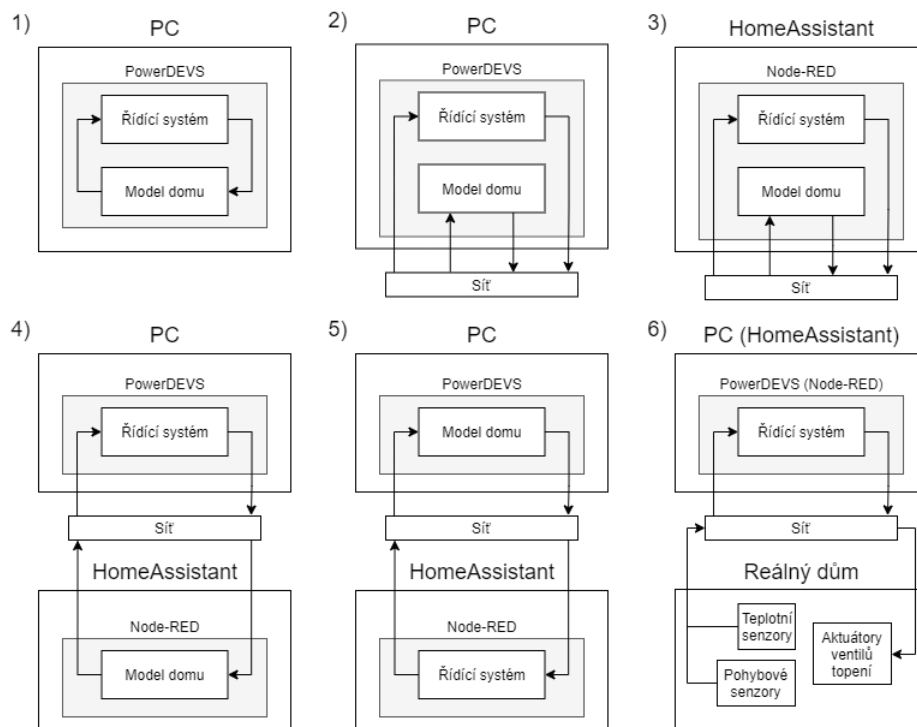 1)
PC
PowerDEVS
Řídící systém
Model domu
2)
PC
PowerDEVS
Řídící systém
Model domu
Síť
3)
HomeAssistant
Node-RED
Řídící systém
Model domu
Síť
4)
PC
PowerDEVS
Řídící systém
Síť
HomeAssistant
Node-RED
Model domu
5)
PC
PowerDEVS
Model domu
Síť
HomeAssistant
Node-RED
Řídící systém
6)
PC (HomeAssistant)
PowerDEVS (Node-RED)
Řídící systém
Síť
Reálný dům
Teplotní
senzory
Pohybové
senzory
Aktuátory
ventilů
topení